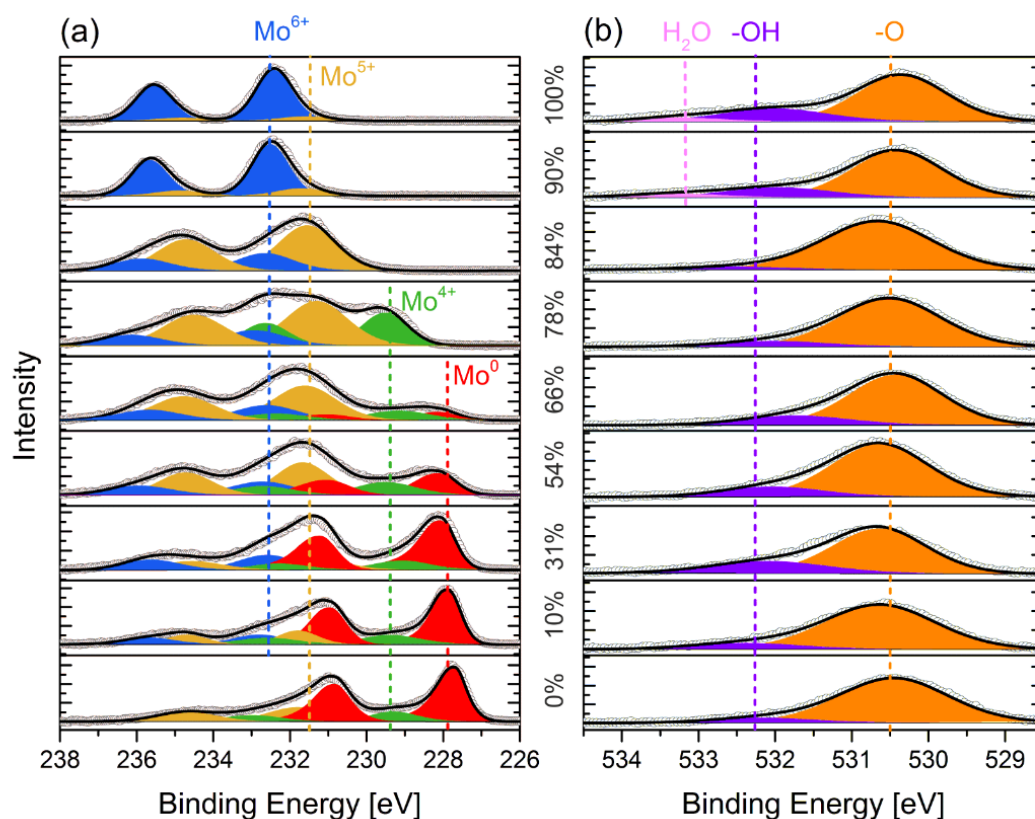 (a)
Mo⁶⁺
Mo⁵⁺
Mo⁴⁺
Mo⁰
Intensity
238 236 234 232 230 228 226
Binding Energy [eV]
100%
90%
84%
78%
66%
54%
31%
10%
0%
(b)
H₂O
-OH
-O
534 533 532 531 530 529
Binding Energy [eV]